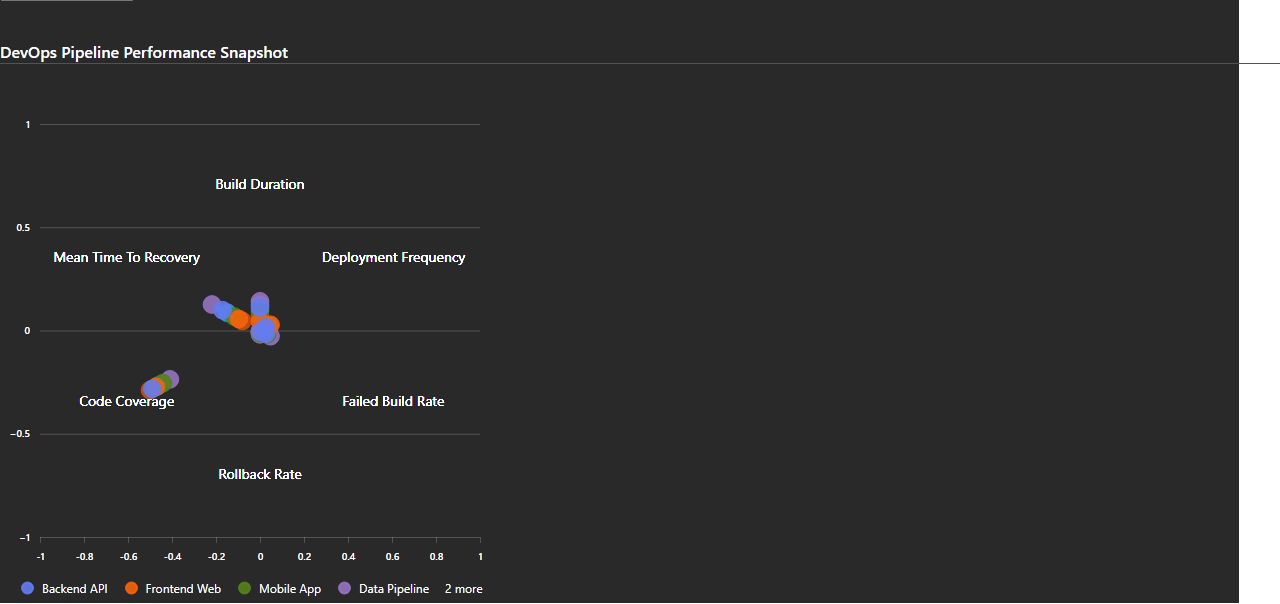 DevOps Pipeline Performance Snapshot
1
Build Duration
0.5
Mean Time To Recovery
Deployment Frequency
0
Code Coverage
Failed Build Rate
−0.5
Rollback Rate
−1
-1 -0.8 -0.6 -0.4 -0.2 0 0.2 0.4 0.6 0.8 1
Backend API Frontend Web Mobile App Data Pipeline 2 more